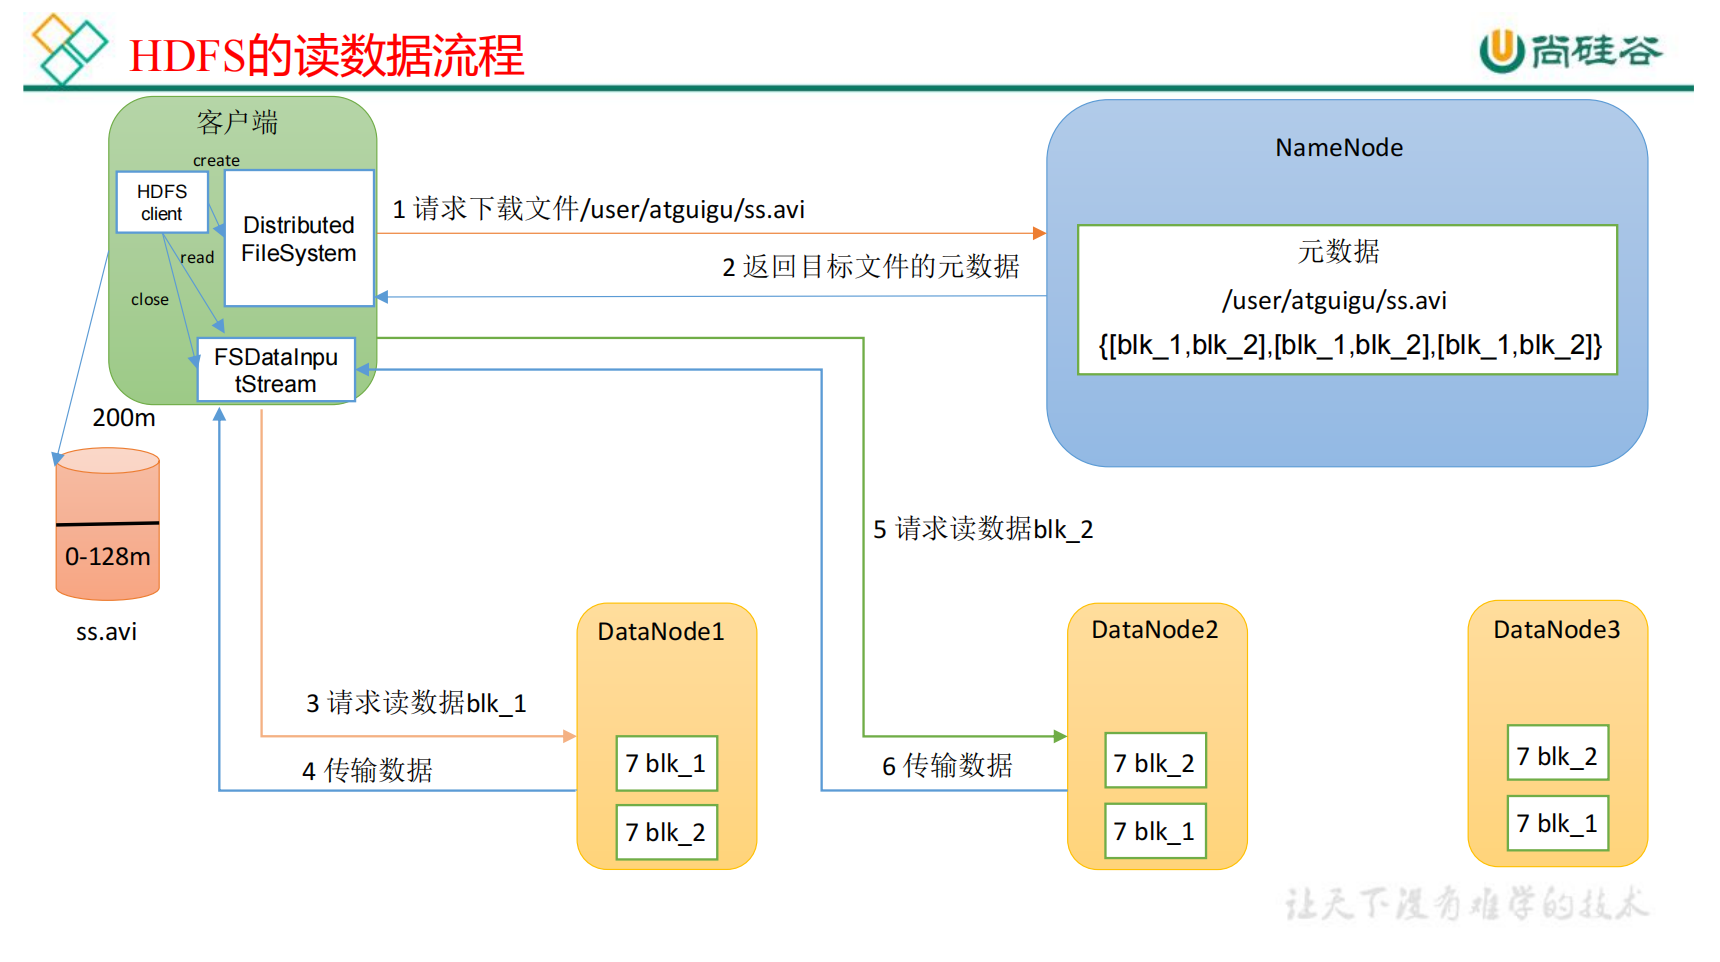 HDFS的读数据流程
尚硅谷
客户端
create
HDFS
client
Distributed
FileSystem
read
close
FSDataInpu
tStream
1 请求下载文件/user/atguigu/ss.avi
2 返回目标文件的元数据
NameNode
元数据
/user/atguigu/ss.avi
{[blk_1,blk_2],[blk_1,blk_2],[blk_1,blk_2]}
200m
0-128m
ss.avi
5 请求读数据blk_2
3 请求读数据blk_1
4 传输数据
6 传输数据
DataNode1
7 blk_1
7 blk_2
DataNode2
7 blk_2
7 blk_1
DataNode3
7 blk_2
7 blk_1
让天下没有难学的技术